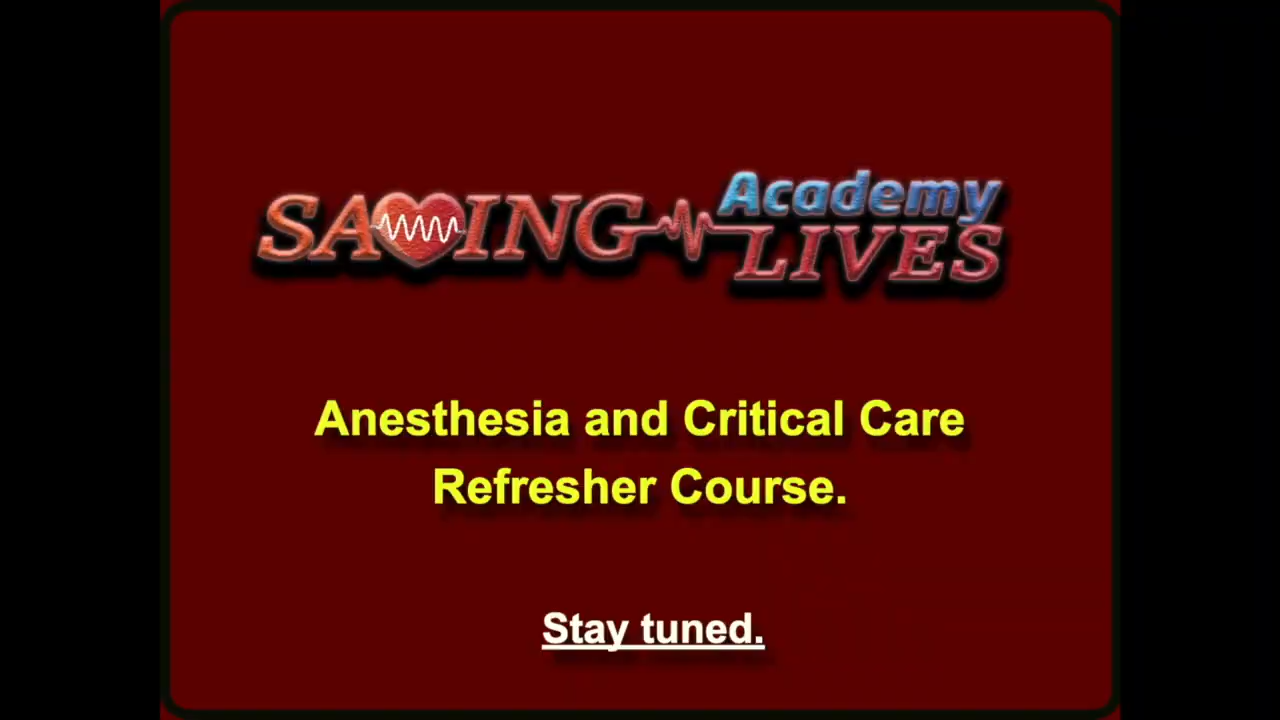 SAVING Academy
LIVES
Anesthesia and Critical Care
Refresher Course.
Stay tuned.